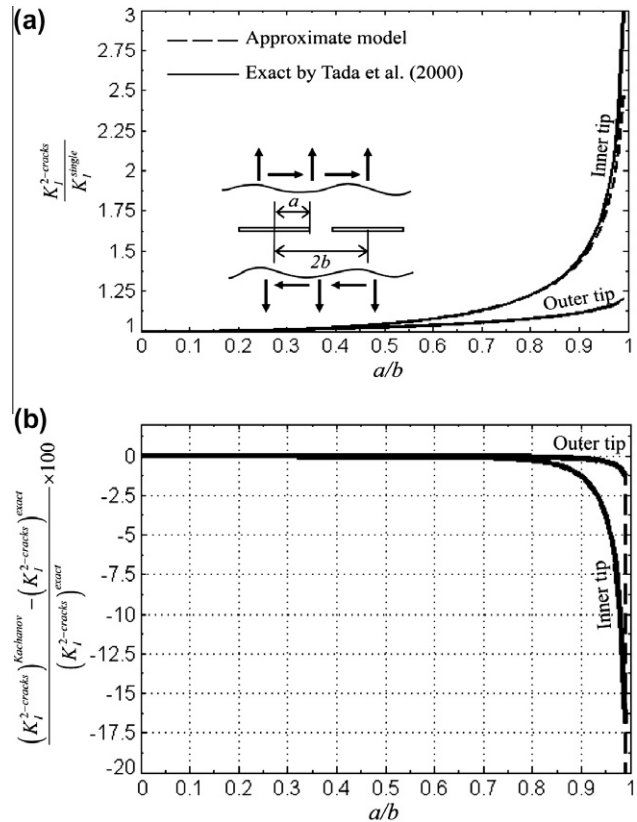 (a)
3
2.75
2.5
2.25
2
1.75
1.5
1.25
1
K_I^{2-cracks} / K_I^{single}
Approximate model
Exact by Tada et al. (2000)
a
2b
Inner tip
Outer tip
0 0.1 0.2 0.3 0.4 0.5 0.6 0.7 0.8 0.9 1
a/b
(b)
0
-2.5
-5
-7.5
-10
-12.5
-15
-17.5
-20
(K_I^{2-cracks})^{Kachanov} − (K_I^{2-cracks})^{exact} / (K_I^{2-cracks})^{exact} ×100
Outer tip
Inner tip
0 0.1 0.2 0.3 0.4 0.5 0.6 0.7 0.8 0.9 1
a/b